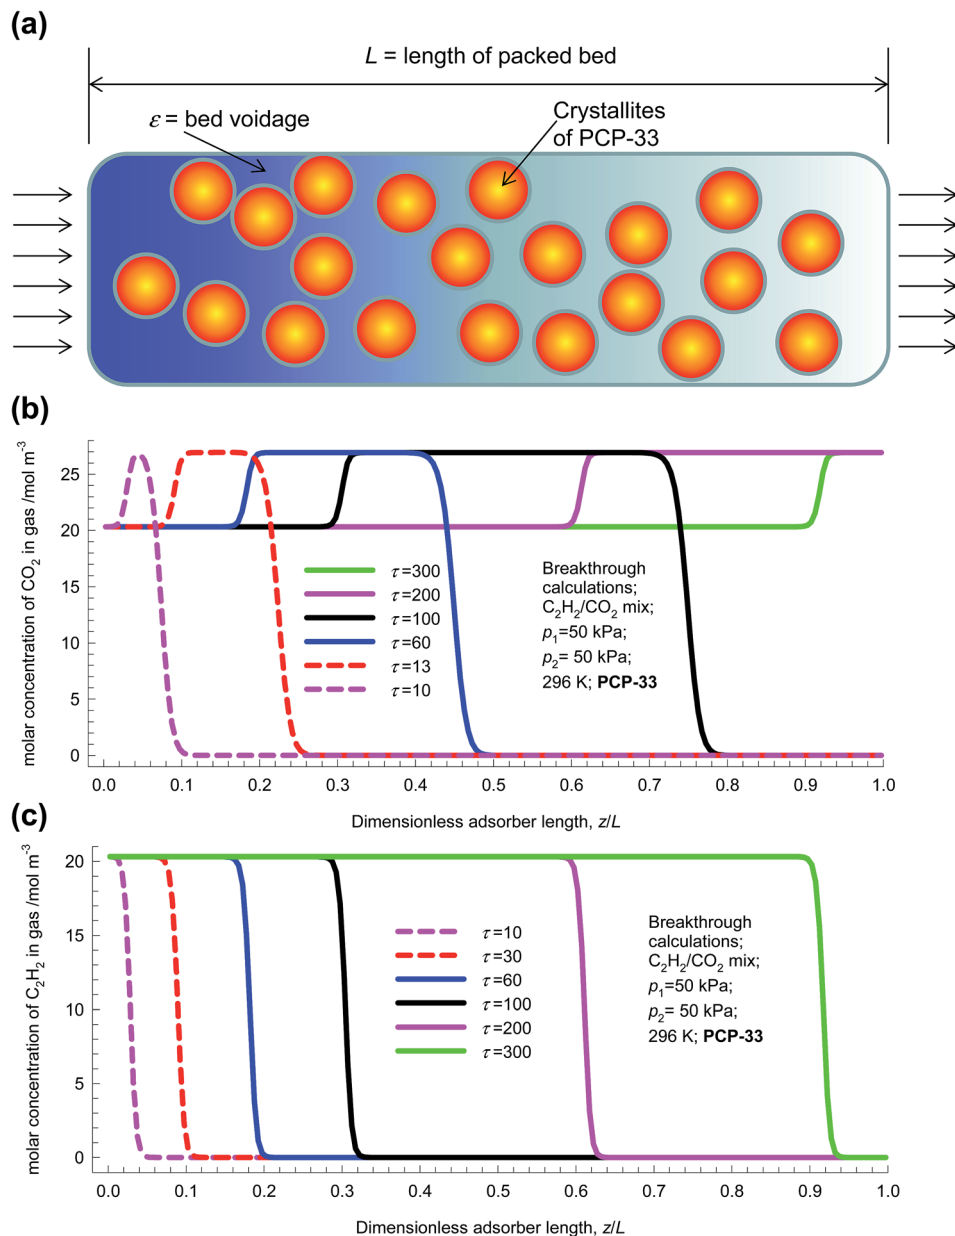 (a)
L = length of packed bed
ε = bed voidage
Crystallites
of PCP-33
(b)
molar concentration of CO2 in gas /mol m-3
25
20
15
10
5
0
τ=300
τ=200
τ=100
τ=60
τ=13
τ=10
Breakthrough
calculations;
C2H2/CO2 mix;
p1=50 kPa;
p2= 50 kPa;
296 K; PCP-33
0.0 0.1 0.2 0.3 0.4 0.5 0.6 0.7 0.8 0.9 1.0
Dimensionless adsorber length, z/L
(c)
molar concentration of C2H2 in gas /mol m-3
20
15
10
5
0
τ=10
τ=30
τ=60
τ=100
τ=200
τ=300
Breakthrough
calculations;
C2H2/CO2 mix;
p1=50 kPa;
p2= 50 kPa;
296 K; PCP-33
0.0 0.1 0.2 0.3 0.4 0.5 0.6 0.7 0.8 0.9 1.0
Dimensionless adsorber length, z/L